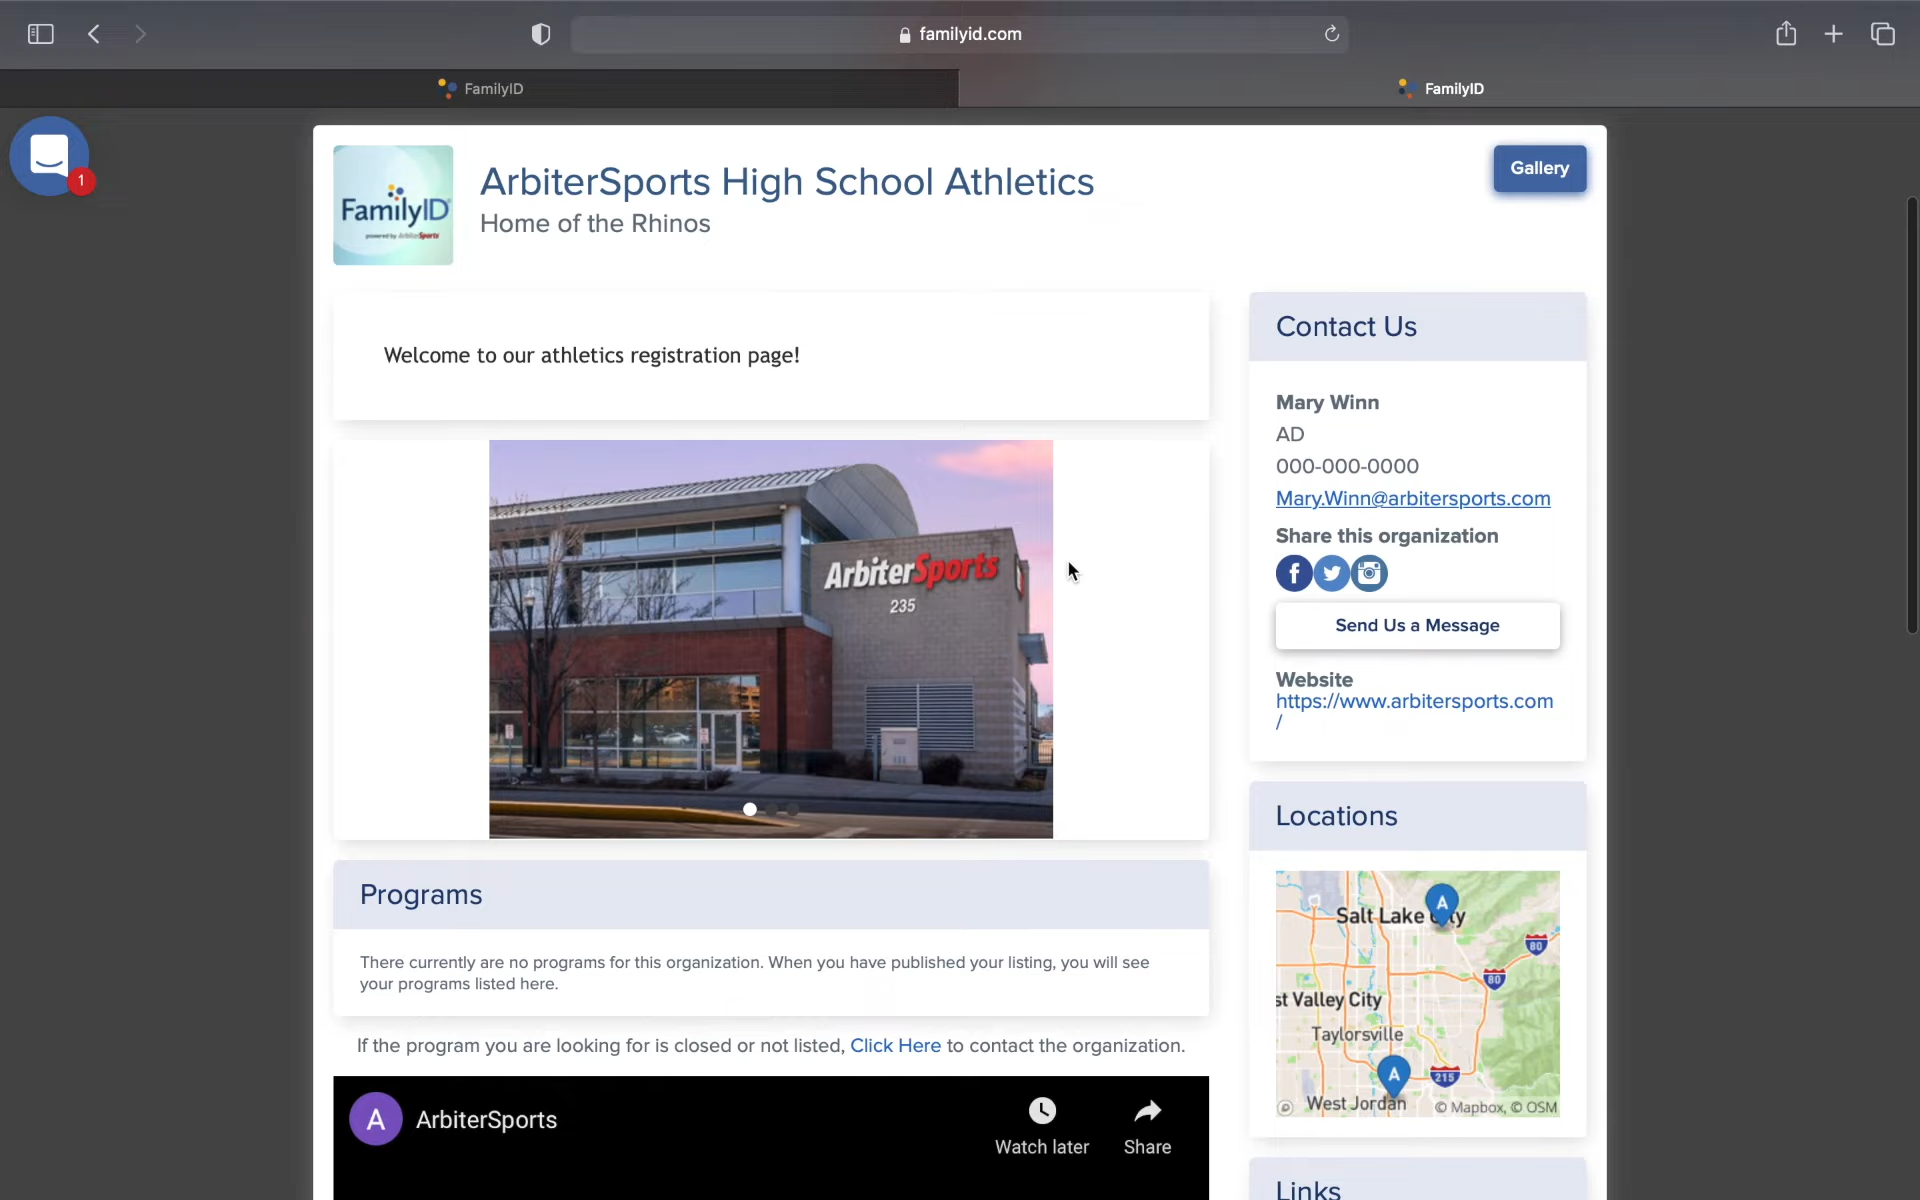 familyid.com
FamilyID
FamilyID
1
FamilyID
powered by ArbiterSports
ArbiterSports High School Athletics
Home of the Rhinos
Gallery
Welcome to our athletics registration page!
ArbiterSports
235
Programs
There currently are no programs for this organization. When you have published your listing, you will see
your programs listed here.
If the program you are looking for is closed or not listed, Click Here to contact the organization.
A
ArbiterSports
Watch later
Share
Contact Us
Mary Winn
AD
000-000-0000
Mary.Winn@arbitersports.com
Share this organization
Send Us a Message
Website
https://www.arbitersports.com
/
Locations
A
Salt Lake City
80
80
st Valley City
Taylorsville
A
215
West Jordan
© Mapbox, © OSM
Links